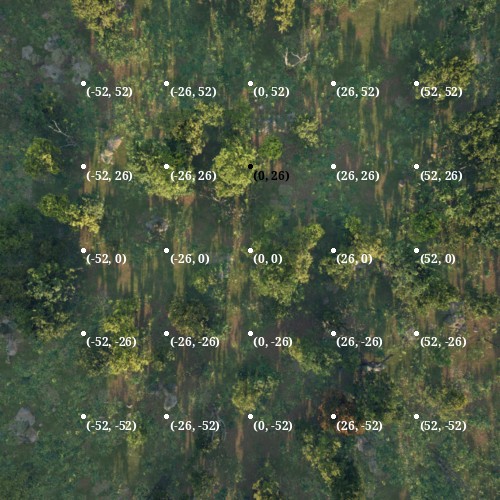 (-52, 52) (-26, 52) (0, 52) (26, 52) (52, 52)
(-52, 26) (-26, 26) (0, 26) (26, 26) (52, 26)
(-52, 0) (-26, 0) (0, 0) (26, 0) (52, 0)
(-52, -26) (-26, -26) (0, -26) (26, -26) (52, -26)
(-52, -52) (-26, -52) (0, -52) (26, -52) (52, -52)